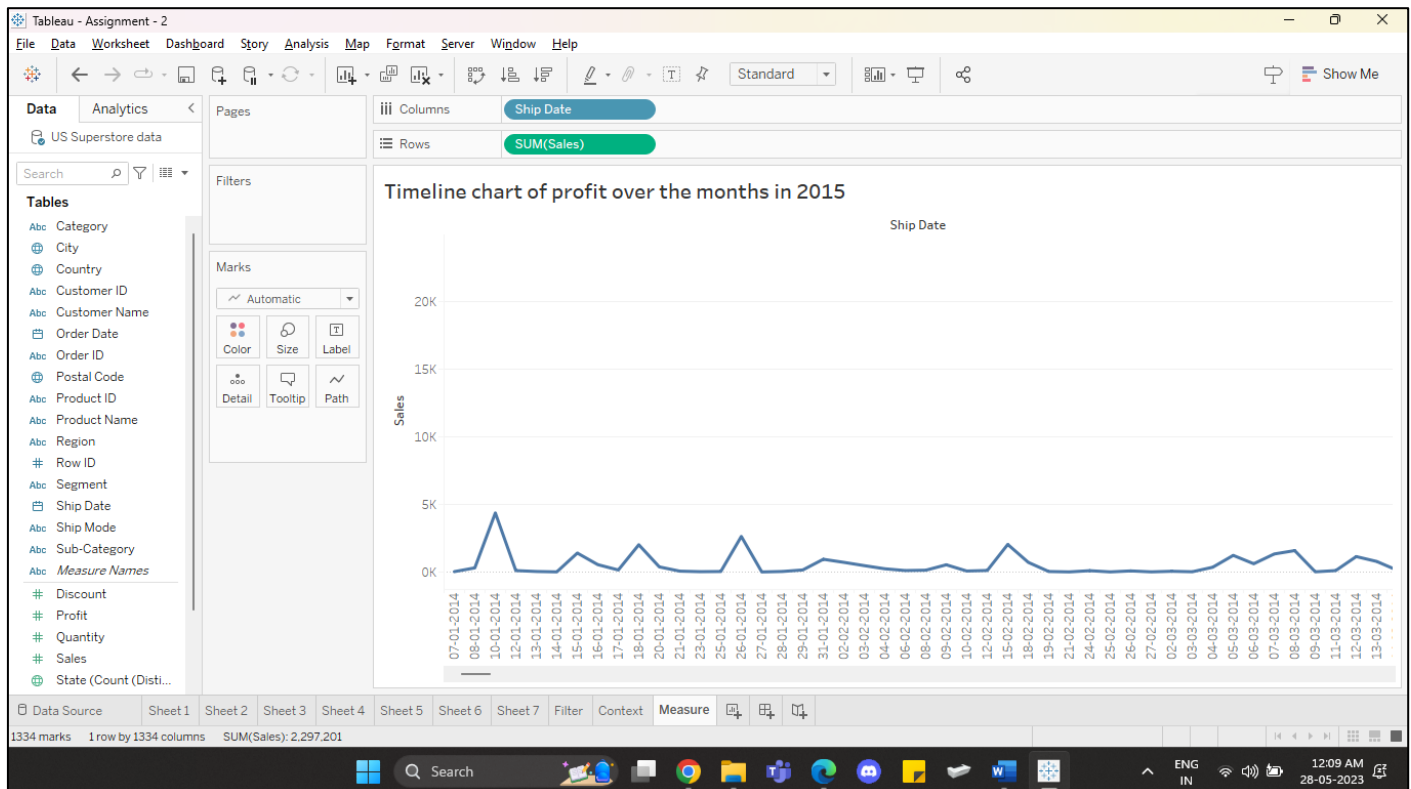 Tableau - Assignment - 2
File Data Worksheet Dashboard Story Analysis Map Format Server Window Help
Standard
Show Me
Data Analytics
Pages
Columns Ship Date
US Superstore data
Rows SUM(Sales)
Search
Filters
Timeline chart of profit over the months in 2015
Tables
Ship Date
Abc Category
City
Country
Marks
Abc Customer ID
Automatic
Abc Customer Name
Order Date
Abc Order ID
Color Size Label
Postal Code
Abc Product ID
Detail Tooltip Path
Abc Product Name
Abc Region
# Row ID
Abc Segment
Ship Date
Abc Ship Mode
Abc Sub-Category
Abc Measure Names
# Discount
# Profit
# Quantity
# Sales
State (Count (Disti...
Sales
20K
15K
10K
5K
0K
07-01-2014
08-01-2014
10-01-2014
12-01-2014
13-01-2014
14-01-2014
15-01-2014
16-01-2014
17-01-2014
18-01-2014
20-01-2014
21-01-2014
23-01-2014
25-01-2014
26-01-2014
27-01-2014
28-01-2014
29-01-2014
31-01-2014
02-02-2014
03-02-2014
04-02-2014
06-02-2014
08-02-2014
09-02-2014
10-02-2014
12-02-2014
15-02-2014
18-02-2014
19-02-2014
21-02-2014
24-02-2014
25-02-2014
26-02-2014
27-02-2014
02-03-2014
03-03-2014
04-03-2014
05-03-2014
06-03-2014
07-03-2014
08-03-2014
09-03-2014
11-03-2014
12-03-2014
13-03-2014
Data Source Sheet 1 Sheet 2 Sheet 3 Sheet 4 Sheet 5 Sheet 6 Sheet 7 Filter Context Measure
1334 marks 1 row by 1334 columns SUM(Sales): 2,297,201
Search
ENG
IN
12:09 AM
28-05-2023